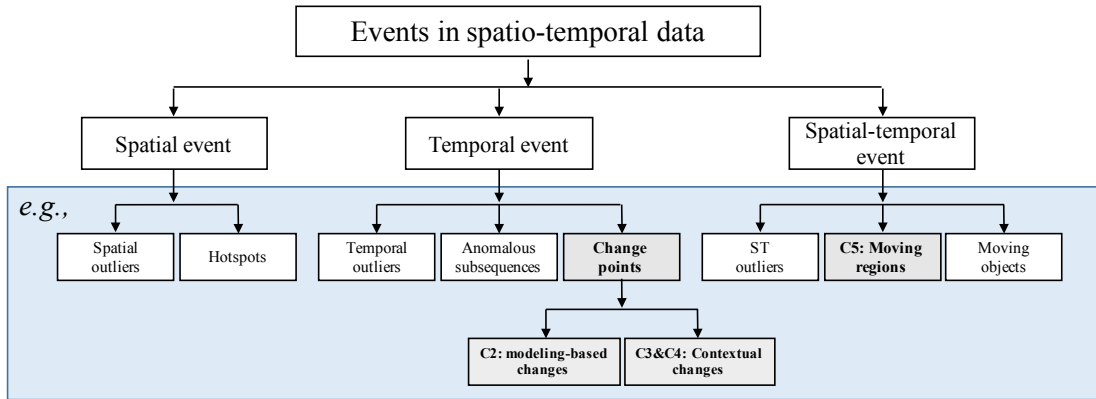 Events in spatio-temporal data
Spatial event
Temporal event
Spatial-temporal
event
e.g.,
Spatial
outliers
Hotspots
Temporal
outliers
Anomalous
subsequences
Change
points
ST
outliers
C5: Moving
regions
Moving
objects
C2: modeling-based
changes
C3&C4: Contextual
changes